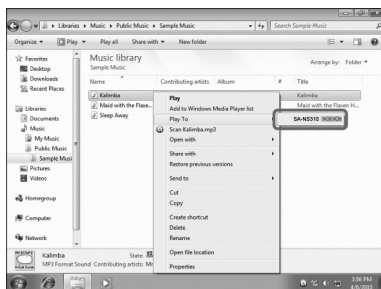 Libraries ▸ Music ▸ Public Music ▸ Sample Music
Search Sample Music
Organize ▾ Play ▾ Play all Share with ▾ New folder
Favorites
Desktop
Downloads
Recent Places
Libraries
Documents
Music
My Music
Public Music
Sample Musi
Pictures
Videos
Homegroup
Computer
Network
Music library
Sample Music
Arrange by: Folder ▾
Name Contributing artists Album # Title
Kalimba
Maid with the Flaxe...
Sleep Away
Kalimba
Maid with the Flaxen H...
Play
Add to Windows Media Player list
Play To
Scan Kalimba.mp3
Open with
Share with
Restore previous versions
Send to
Cut
Copy
Create shortcut
Delete
Rename
Open file location
Properties
SA-NS310
Kalimba
MP3 Format Sound
State:
Contributing artists: Mr
3:56 PM